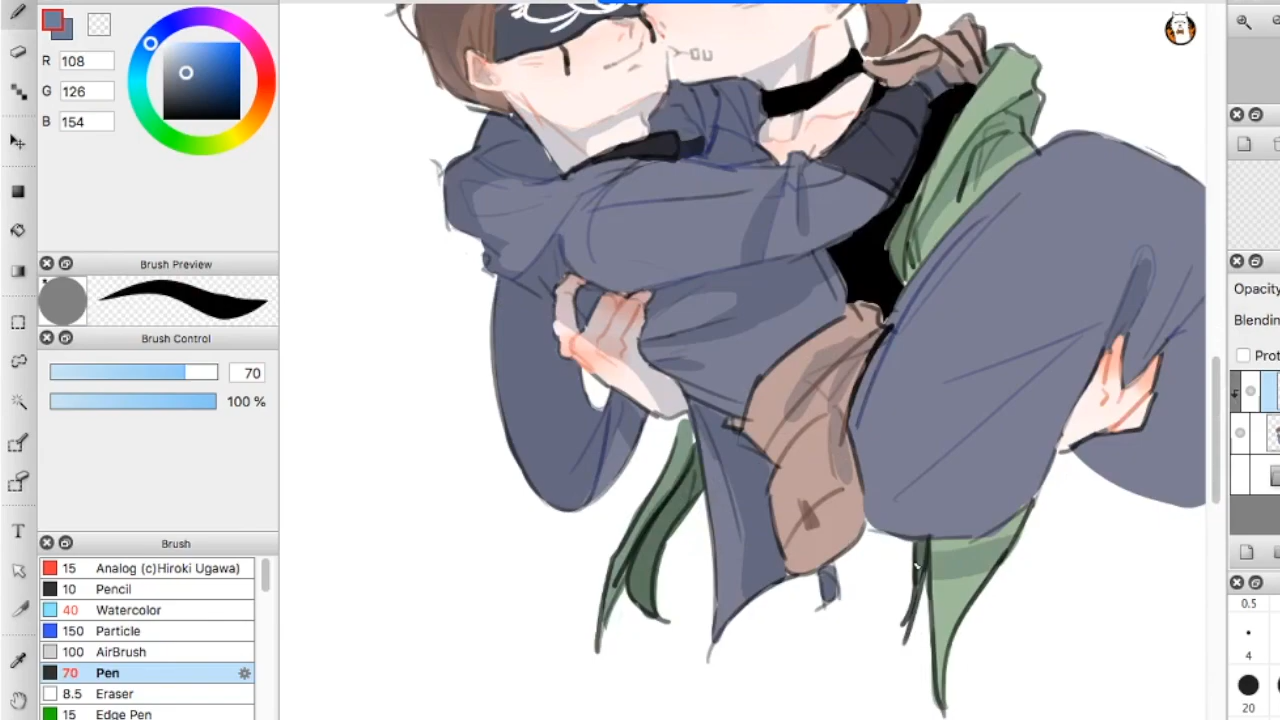 R 108
G 126
B 154
Brush Preview
Brush Control
70
100 %
Brush
15 Analog (c)Hiroki Ugawa)
10 Pencil
40 Watercolor
150 Particle
100 AirBrush
70 Pen
8.5 Eraser
15 Edge Pen
T
Opacity
Blendin
Prot
0.5
4
20